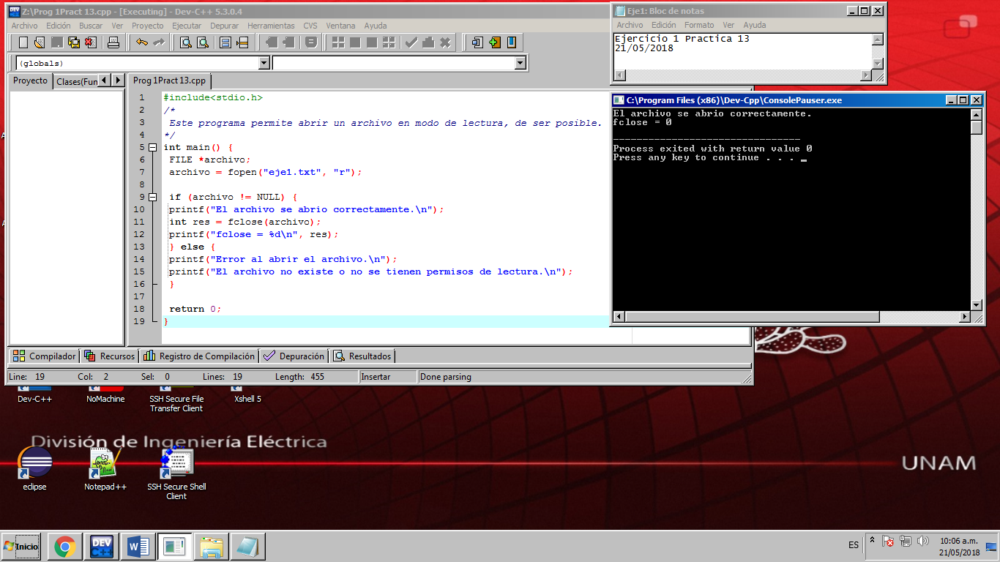 Z:\Prog 1Pract 13.cpp - [Executing] - Dev-C++ 5.3.0.4
Archivo Edición Buscar Ver Proyecto Ejecutar Depurar Herramientas CVS Ventana Ayuda
(globals)
Proyecto Clases(Fun
Prog 1Pract 13.cpp
1 #include<stdio.h>
2 /*
3 Este programa permite abrir un archivo en modo de lectura, de ser posible.
4 */
5 int main() {
6 FILE *archivo;
7 archivo = fopen("eje1.txt", "r");
8
9 if (archivo != NULL) {
10 printf("El archivo se abrio correctamente.\n");
11 int res = fclose(archivo);
12 printf("fclose = %d\n", res);
13 } else {
14 printf("Error al abrir el archivo.\n");
15 printf("El archivo no existe o no se tienen permisos de lectura.\n");
16 }
17
18 return 0;
19 }
Compilador Recursos Registro de Compilación Depuración Resultados
Line: 19 Col: 2 Sel: 0 Lines: 19 Length: 455 Insertar Done parsing
Eje1: Bloc de notas
Archivo Edición Formato Ver Ayuda
Ejercicio 1 Practica 13
21/05/2018
C:\Program Files (x86)\Dev-Cpp\ConsolePauser.exe
El archivo se abrio correctamente.
fclose = 0
--------------------------------
Process exited with return value 0
Press any key to continue . . . _
Dev-C++
NoMachine
SSH Secure File
Transfer Client
Xshell 5
División de Ingeniería Eléctrica
UNAM
eclipse
Notepad++
SSH Secure Shell
Client
Inicio
DEV
C++
W
ES
10:06 a.m.
21/05/2018